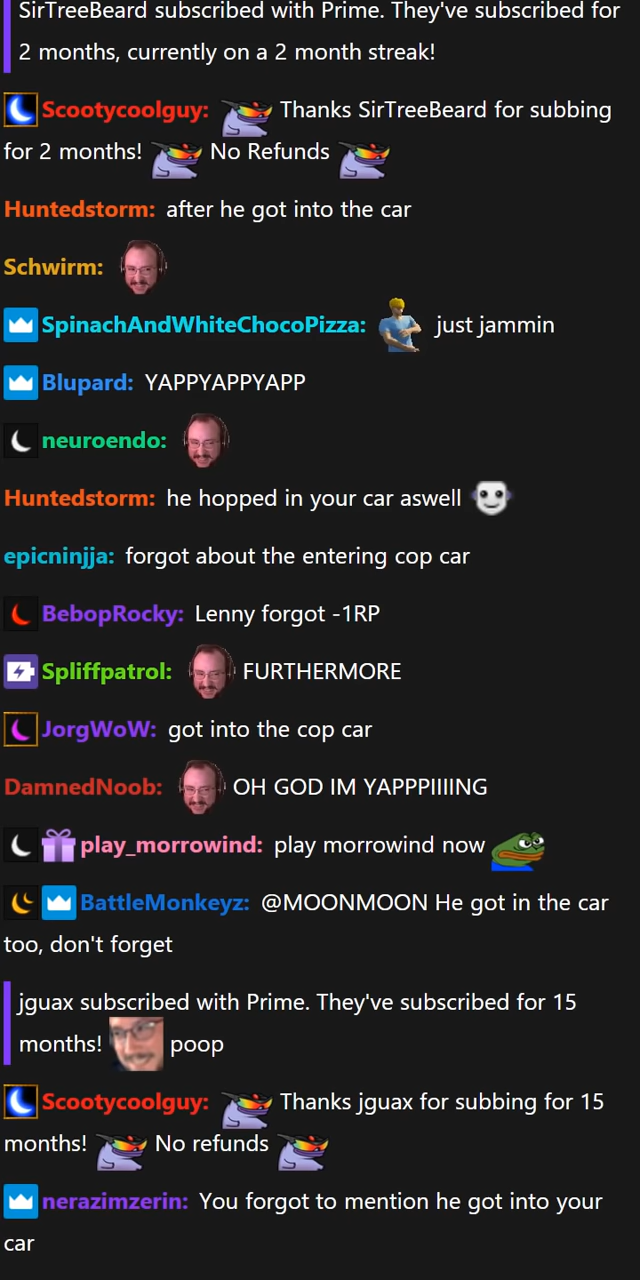 SirTreeBeard subscribed with Prime. They've subscribed for
2 months, currently on a 2 month streak!
Scootycoolguy: Thanks SirTreeBeard for subbing
for 2 months! No Refunds
Huntedstorm: after he got into the car
Schwirm:
SpinachAndWhiteChocoPizza: just jammin
Blupard: YAPPYAPPYAPP
neuroendo:
Huntedstorm: he hopped in your car aswell
epicninjja: forgot about the entering cop car
BebopRocky: Lenny forgot -1RP
Spliffpatrol: FURTHERMORE
JorgWoW: got into the cop car
DamnedNoob: OH GOD IM YAPPPIIIING
play_morrowind: play morrowind now
BattleMonkeyz: @MOONMOON He got in the car
too, don't forget
jguax subscribed with Prime. They've subscribed for 15
months! poop
Scootycoolguy: Thanks jguax for subbing for 15
months! No refunds
nerazimzerin: You forgot to mention he got into your
car